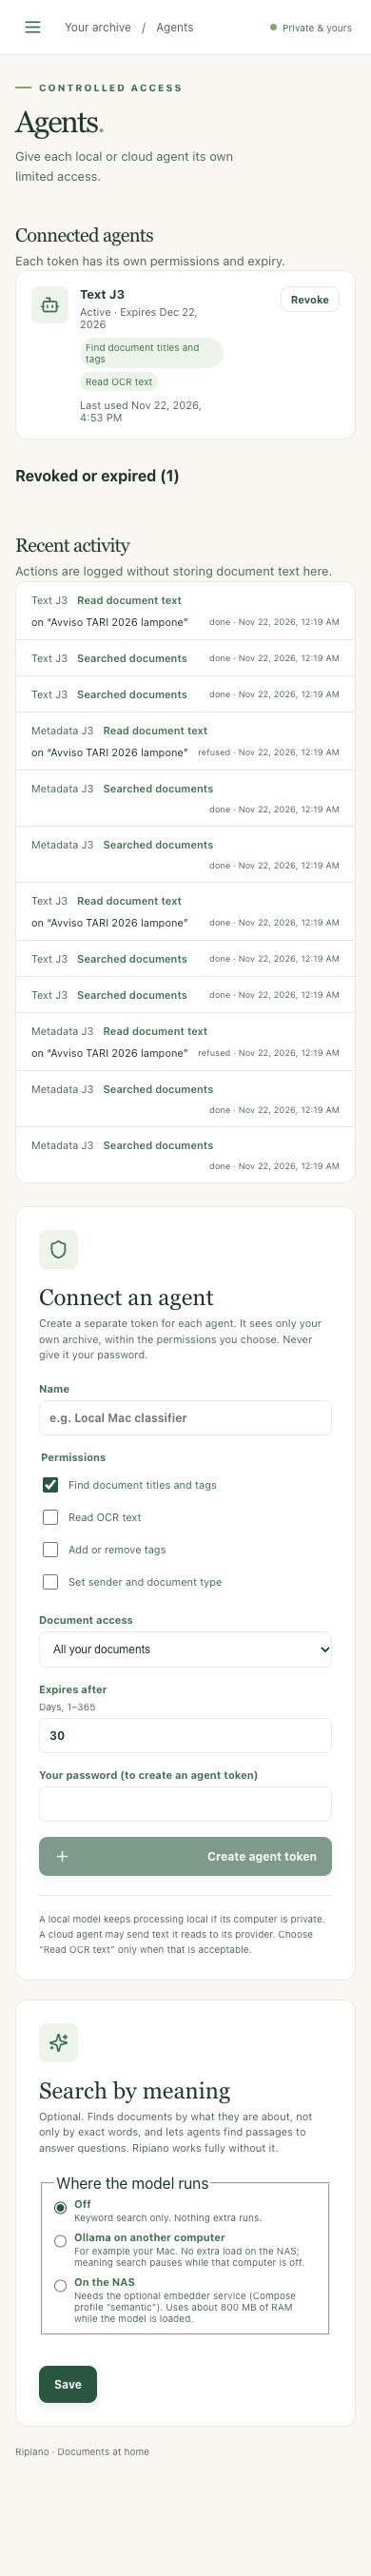 Your archive / Agents
Private & yours
CONTROLLED ACCESS
Agents.
Give each local or cloud agent its own
limited access.
Connected agents
Each token has its own permissions and expiry.
Text J3
Revoke
Active · Expires Dec 22,
2026
Find document titles and
tags
Read OCR text
Last used Nov 22, 2026,
4:53 PM
Revoked or expired (1)
Recent activity
Actions are logged without storing document text here.
Text J3 Read document text
on “Avviso TARI 2026 lampone” done · Nov 22, 2026, 12:19 AM
Text J3 Searched documents done · Nov 22, 2026, 12:19 AM
Text J3 Searched documents done · Nov 22, 2026, 12:19 AM
Metadata J3 Read document text
on “Avviso TARI 2026 lampone” refused · Nov 22, 2026, 12:19 AM
Metadata J3 Searched documents
done · Nov 22, 2026, 12:19 AM
Metadata J3 Searched documents
done · Nov 22, 2026, 12:19 AM
Text J3 Read document text
on “Avviso TARI 2026 lampone” done · Nov 22, 2026, 12:19 AM
Text J3 Searched documents done · Nov 22, 2026, 12:19 AM
Text J3 Searched documents done · Nov 22, 2026, 12:19 AM
Metadata J3 Read document text
on “Avviso TARI 2026 lampone” refused · Nov 22, 2026, 12:19 AM
Metadata J3 Searched documents
done · Nov 22, 2026, 12:19 AM
Metadata J3 Searched documents
done · Nov 22, 2026, 12:19 AM
Connect an agent
Create a separate token for each agent. It sees only your
own archive, within the permissions you choose. Never
give it your password.
Name
e.g. Local Mac classifier
Permissions
Find document titles and tags
Read OCR text
Add or remove tags
Set sender and document type
Document access
All your documents
Expires after
Days, 1–365
30
Your password (to create an agent token)
Create agent token
A local model keeps processing local if its computer is private.
A cloud agent may send text it reads to its provider. Choose
“Read OCR text” only when that is acceptable.
Search by meaning
Optional. Finds documents by what they are about, not
only by exact words, and lets agents find passages to
answer questions. Ripiano works fully without it.
Where the model runs
Off
Keyword search only. Nothing extra runs.
Ollama on another computer
For example your Mac. No extra load on the NAS;
meaning search pauses while that computer is off.
On the NAS
Needs the optional embedder service (Compose
profile “semantic”). Uses about 800 MB of RAM
while the model is loaded.
Save
Ripiano · Documents at home